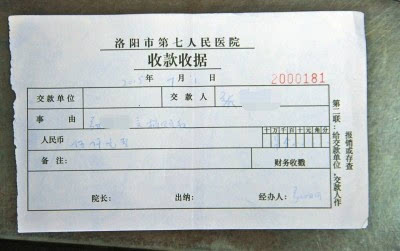 洛阳市第七人民医院
收款收据
年 月 日 2000181
交款单位 交款人 张
事由
十万千百十元角分
人民币
备注： 财务收戳
院长： 出纳： 经办人：
第二联：给交款单位、交款人作
报销或存查